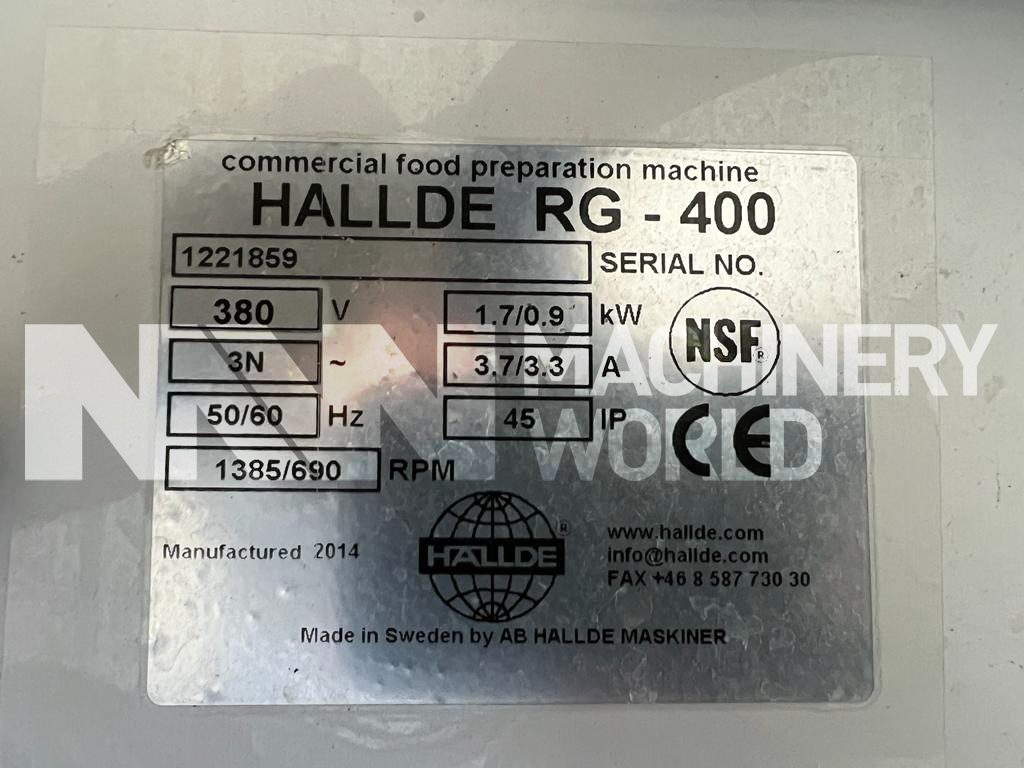 commercial food preparation machine
HALLDE RG - 400
1221859 SERIAL NO.
380 V 1.7/0.9 kW
3N ~ 3.7/3.3 A
50/60 Hz 45 IP
1385/690 RPM
NSF®
CE
MACHINERY
WORLD
Manufactured 2014
HALLDE®
www.hallde.com
info@hallde.com
FAX +46 8 587 730 30
Made in Sweden by AB HALLDE MASKINER